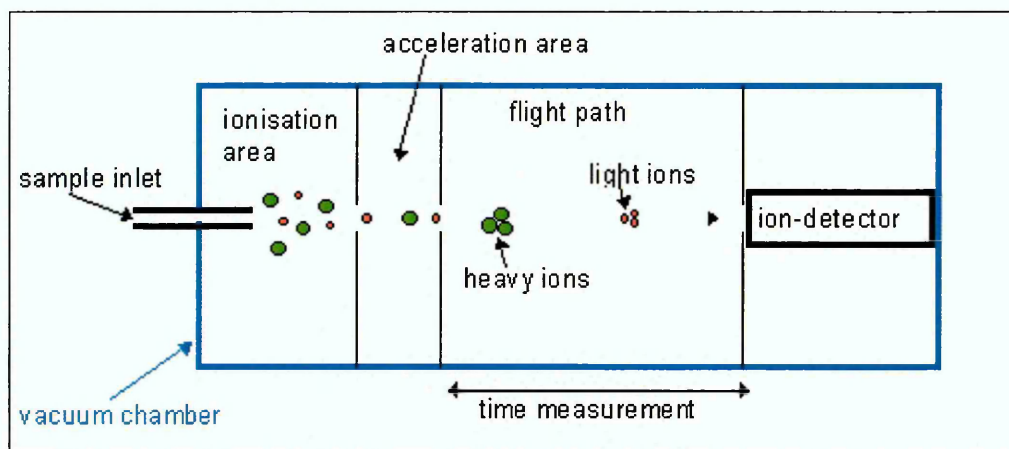 acceleration area
ionisation
area
flight path
sample inlet
light ions
ion-detector
heavy ions
time measurement
vacuum chamber